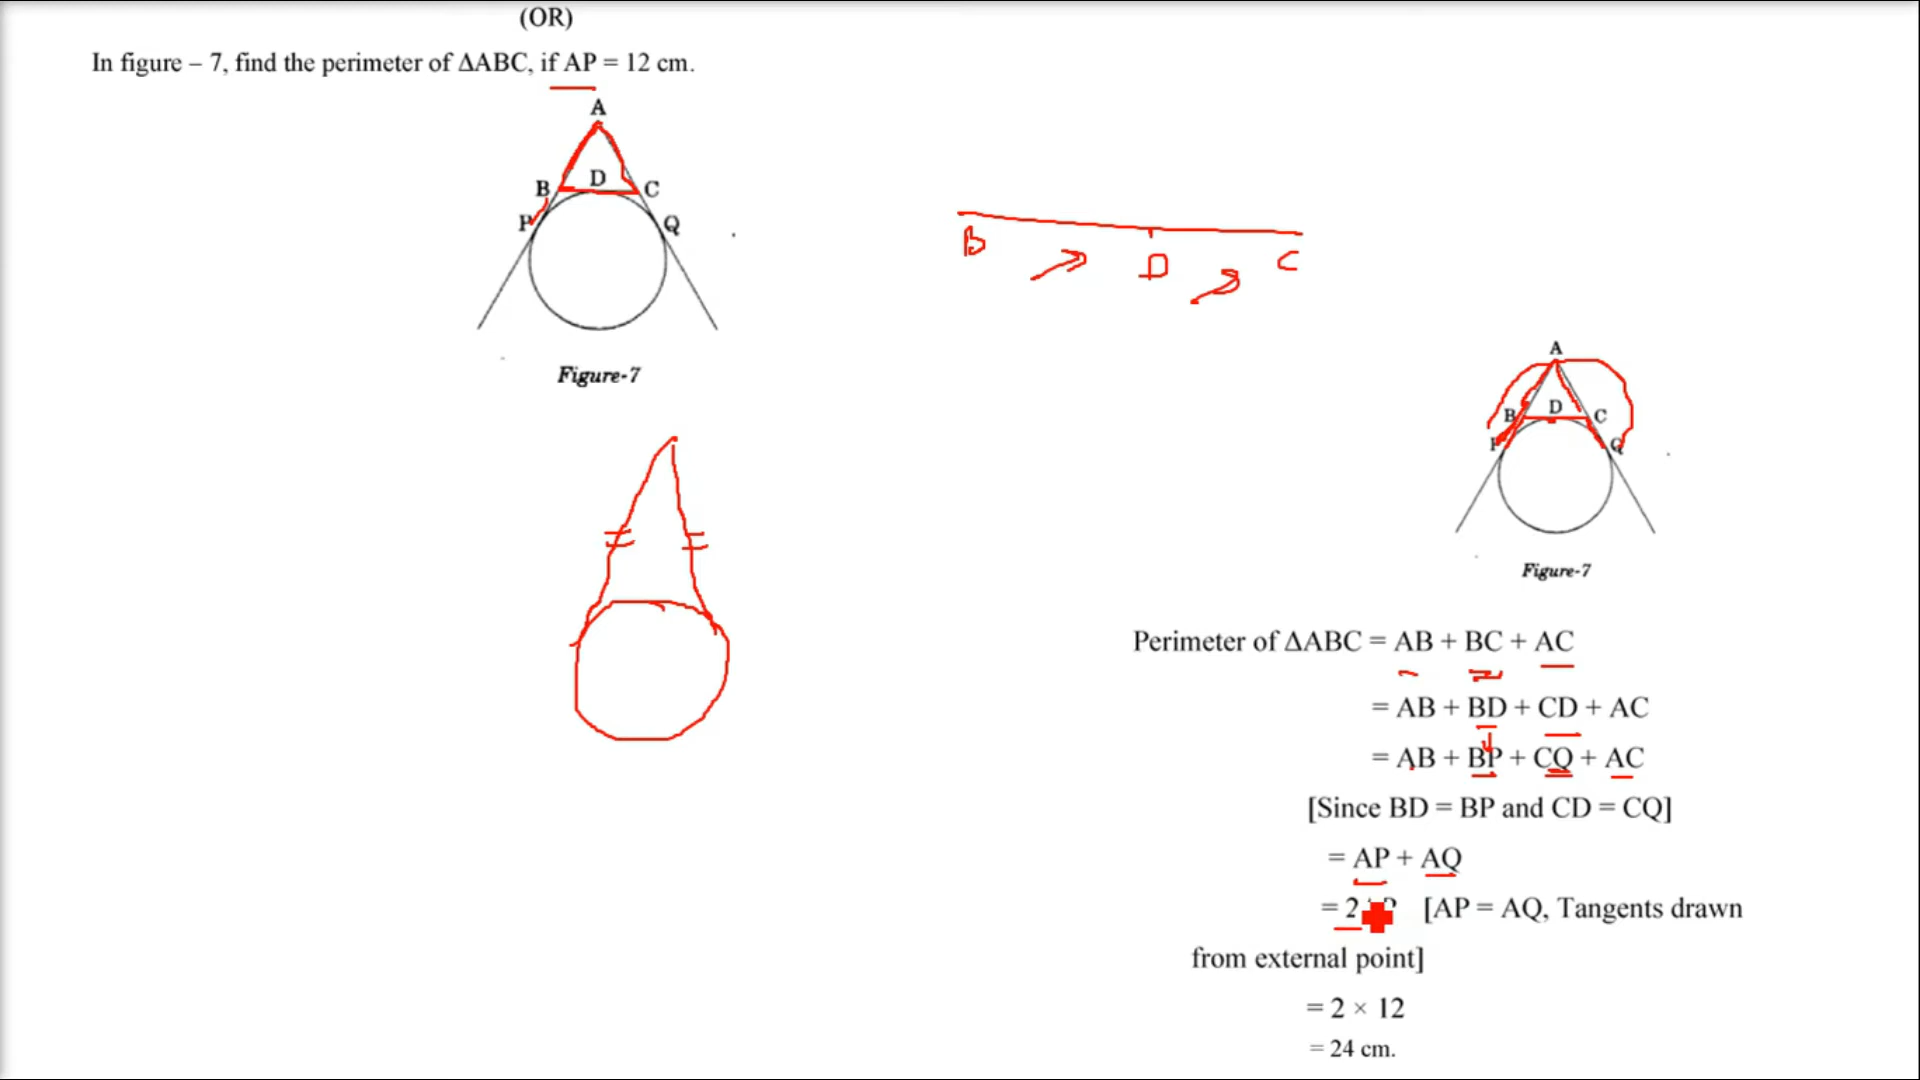 (OR)
In figure – 7, find the perimeter of ΔABC, if AP = 12 cm.
A
B D C
P Q
Figure-7
B D C
A
B D C
P Q
Figure-7
Perimeter of ΔABC = AB + BC + AC
= AB + BD + CD + AC
= AB + BP + CQ + AC
[Since BD = BP and CD = CQ]
= AP + AQ
= 2 [AP = AQ, Tangents drawn
from external point]
= 2 × 12
= 24 cm.